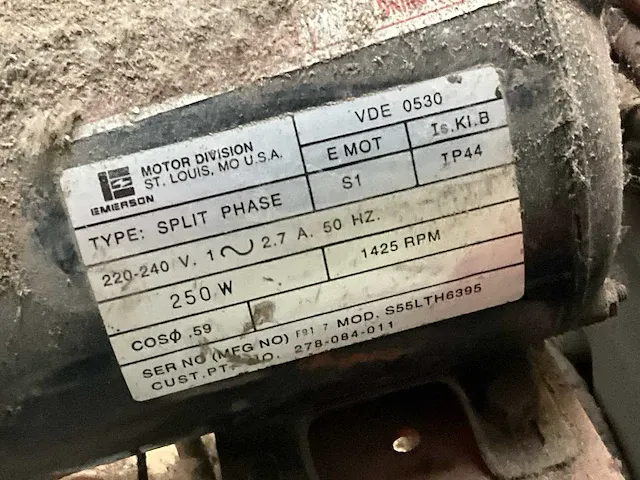 EMERSON
MOTOR DIVISION
ST. LOUIS, MO U.S.A.
VDE 0530
E MOT
Is.Kl.B
TYPE: SPLIT PHASE
S1
IP44
220-240 V. 1 ~ 2.7 A. 50 HZ.
250 W
1425 RPM
COSΦ .59
SER NO (MFG NO) F91 7 MOD. S55LTH6395
CUST.PT. NO. 278-084-011